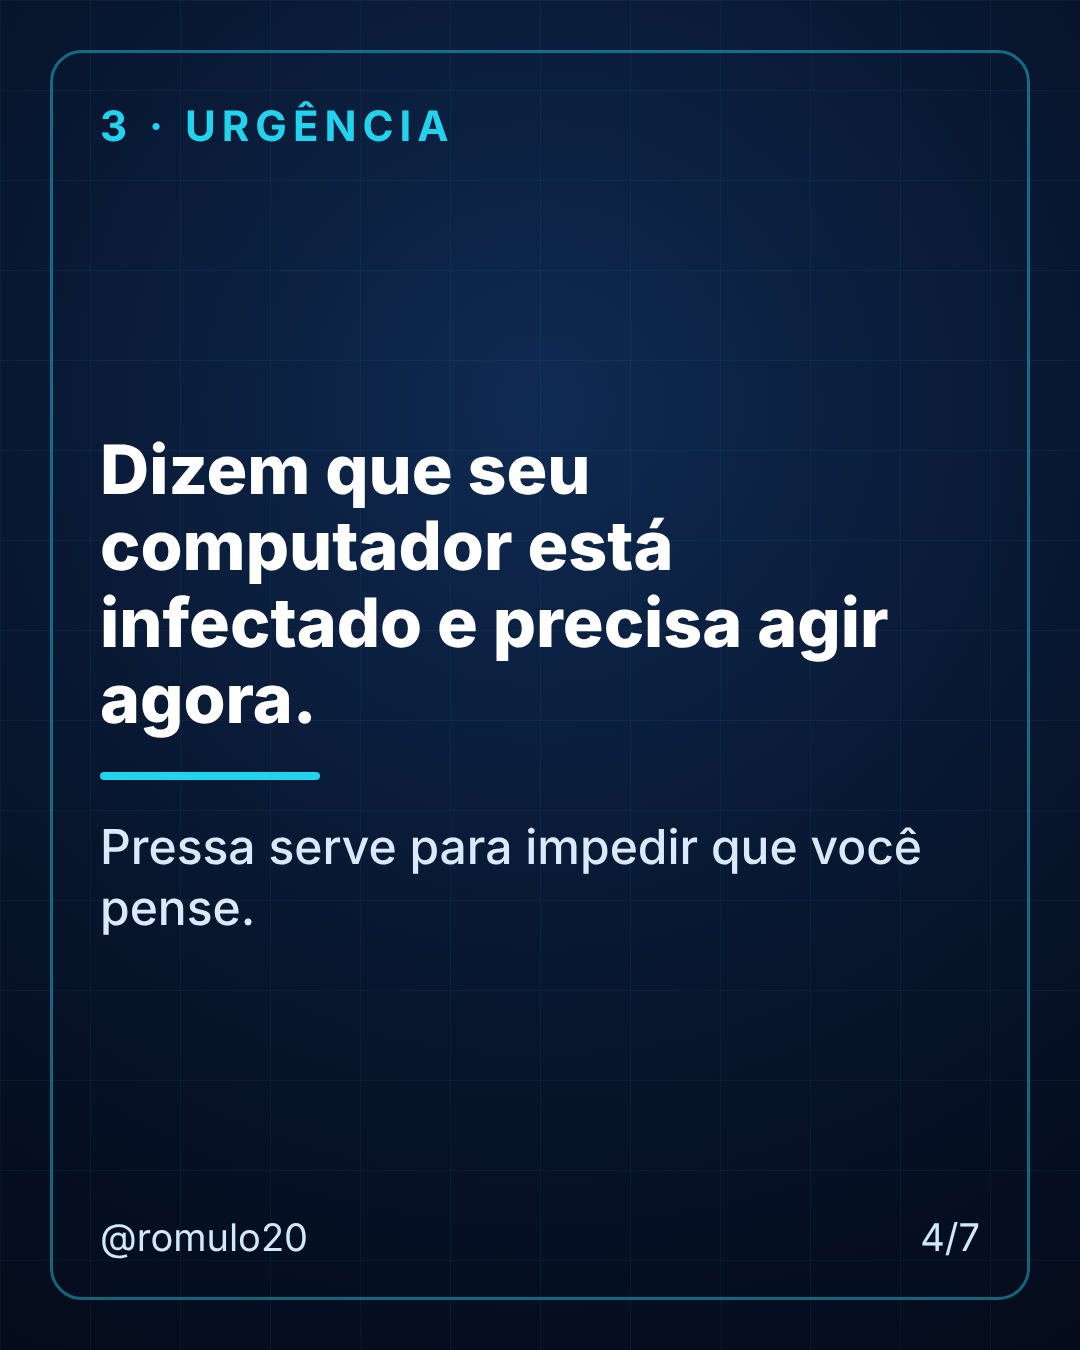 3 · URGÊNCIA
Dizem que seu
computador está
infectado e precisa agir
agora.
Pressa serve para impedir que você
pense.
@romulo20
4/7